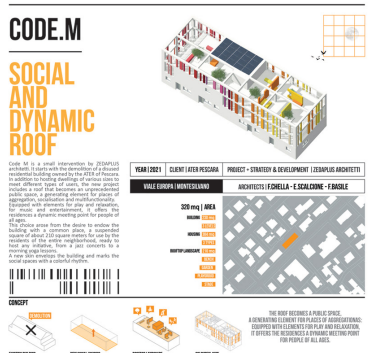 CODE.M
SOCIAL
AND
DYNAMIC
ROOF
Code M is a small intervention by ZEDAPLUS
architetti. It starts with the demolition of a disused
residential building owned by the ATER of Pescara.
In addition to hosting dwellings of various sizes to
meet different types of users, the new project
includes a roof that becomes an unprecedented
public space, a generating element for places of
aggregation, socialisation and multifunctionality.
Equipped with elements for play and relaxation,
for music and entertainment, it offers the
residences a dynamic meeting point for people of
all ages.
This choice arose from the desire to endow the
building with a common place, a suspended
square of about 210 square meters for use by the
residents of the entire neighborhood, ready to
host any initiative, from a jazz concerts to a
morning yoga lessons.
A new skin envelops the building and marks the
social spaces with a colorful rhythm.
YEAR | 2021
CLIENT | ATER PESCARA
PROJECT + STRATEGY & DEVELOPMENT | ZEDAPLUS ARCHITETTI
VIALE EUROPA | MONTESILVANO
ARCHITECTS | F.CHELLA - E.SCALCIONE - F.BASILE
320 mq | AREA
BUILDING
HOUSING
ROOFTOP LANDSCAPE
CONCEPT
DEMOLITION
THE ROOF BECOMES A PUBLIC SPACE,
A GENERATING ELEMENT FOR PLACES OF AGGREGATIONAS;
EQUIPPED WITH ELEMENTS FOR PLAY AND RELAXATION,
IT OFFERS THE RESIDENCES A DYNAMIC MEETING POINT
FOR PEOPLE OF ALL AGES.